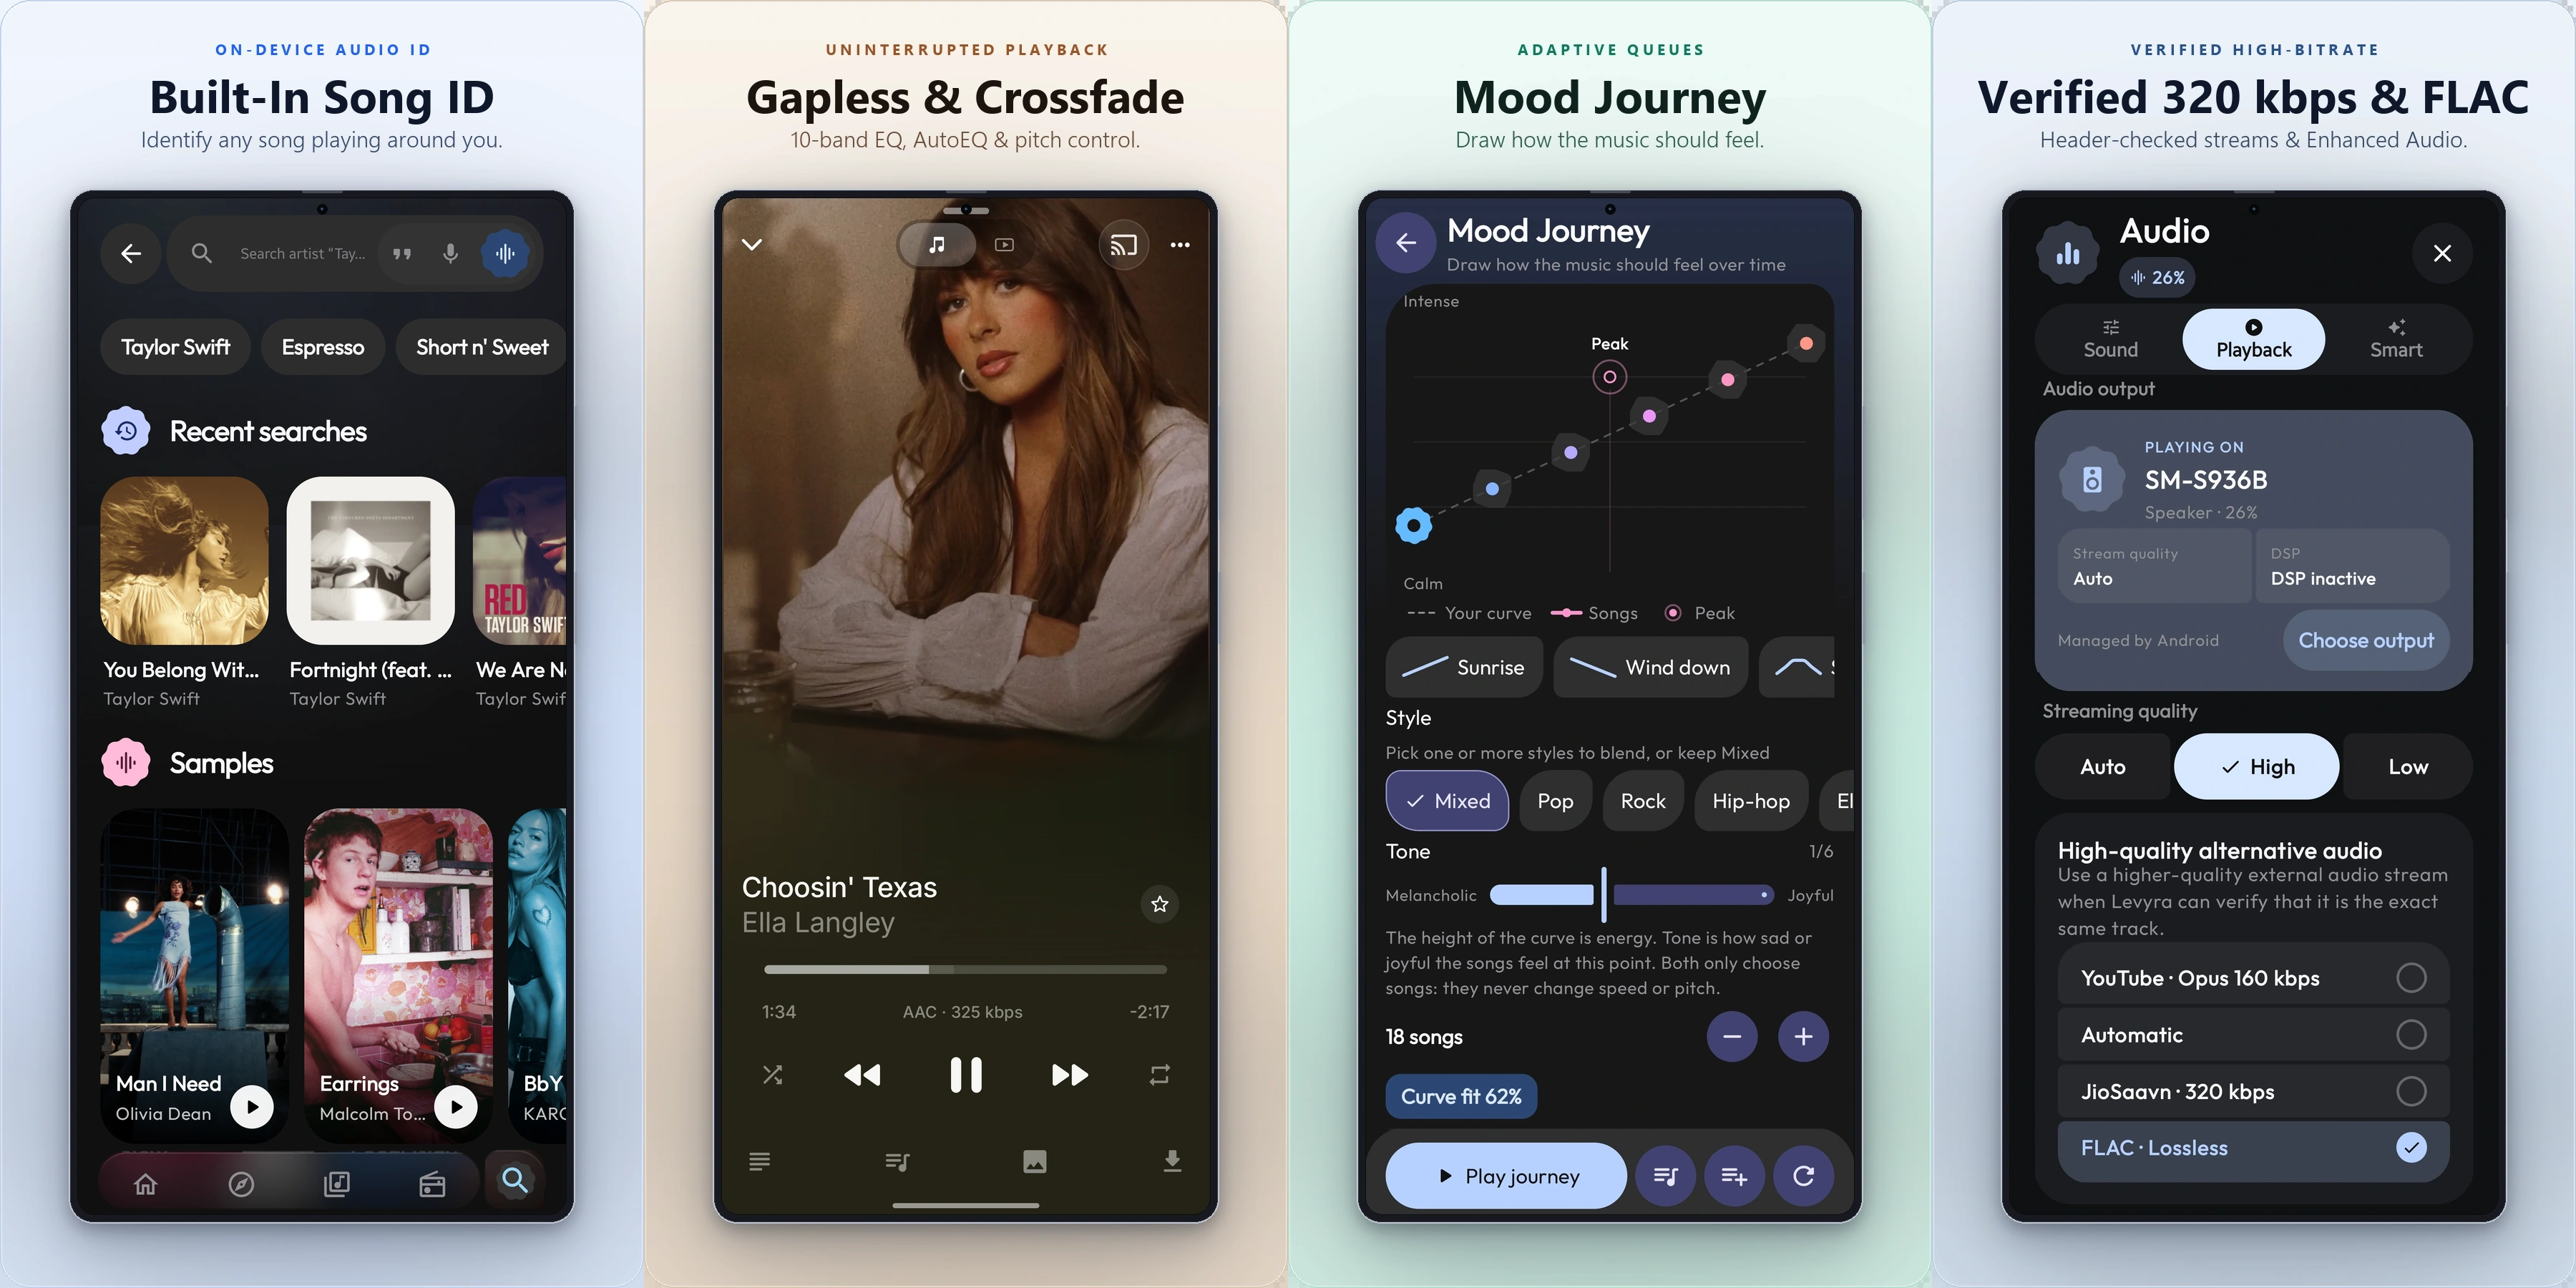 ON-DEVICE AUDIO ID
Built-In Song ID
Identify any song playing around you.
Search artist "Tay...
Taylor Swift
Espresso
Short n' Sweet
Recent searches
RED
TAYLOR SWIF
You Belong Wit...
Fortnight (feat. ...
We Are N
Taylor Swift
Taylor Swift
Taylor Swif
Samples
Man I Need
Olivia Dean
Earrings
Malcolm To...
BbY
KARO
UNINTERRUPTED PLAYBACK
Gapless & Crossfade
10-band EQ, AutoEQ & pitch control.
Choosin' Texas
Ella Langley
1:34
AAC · 325 kbps
-2:17
ADAPTIVE QUEUES
Mood Journey
Draw how the music should feel.
Mood Journey
Draw how the music should feel over time
Intense
Peak
Calm
Your curve
Songs
Peak
Sunrise
Wind down
Style
Pick one or more styles to blend, or keep Mixed
Mixed
Pop
Rock
Hip-hop
El
Tone
1/6
Melancholic
Joyful
The height of the curve is energy. Tone is how sad or
joyful the songs feel at this point. Both only choose
songs: they never change speed or pitch.
18 songs
Curve fit 62%
Play journey
VERIFIED HIGH-BITRATE
Verified 320 kbps & FLAC
Header-checked streams & Enhanced Audio.
Audio
26%
Sound
Playback
Smart
Audio output
PLAYING ON
SM-S936B
Speaker · 26%
Stream quality
Auto
DSP
DSP inactive
Managed by Android
Choose output
Streaming quality
Auto
High
Low
High-quality alternative audio
Use a higher-quality external audio stream
when Levyra can verify that it is the exact
same track.
YouTube · Opus 160 kbps
Automatic
JioSaavn · 320 kbps
FLAC · Lossless